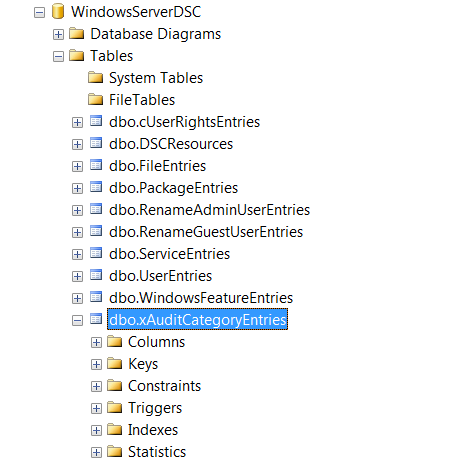 WindowsServerDSC
Database Diagrams
Tables
System Tables
FileTables
dbo.cUserRightsEntries
dbo.DSCResources
dbo.FileEntries
dbo.PackageEntries
dbo.RenameAdminUserEntries
dbo.RenameGuestUserEntries
dbo.ServiceEntries
dbo.UserEntries
dbo.WindowsFeatureEntries
dbo.xAuditCategoryEntries
Columns
Keys
Constraints
Triggers
Indexes
Statistics